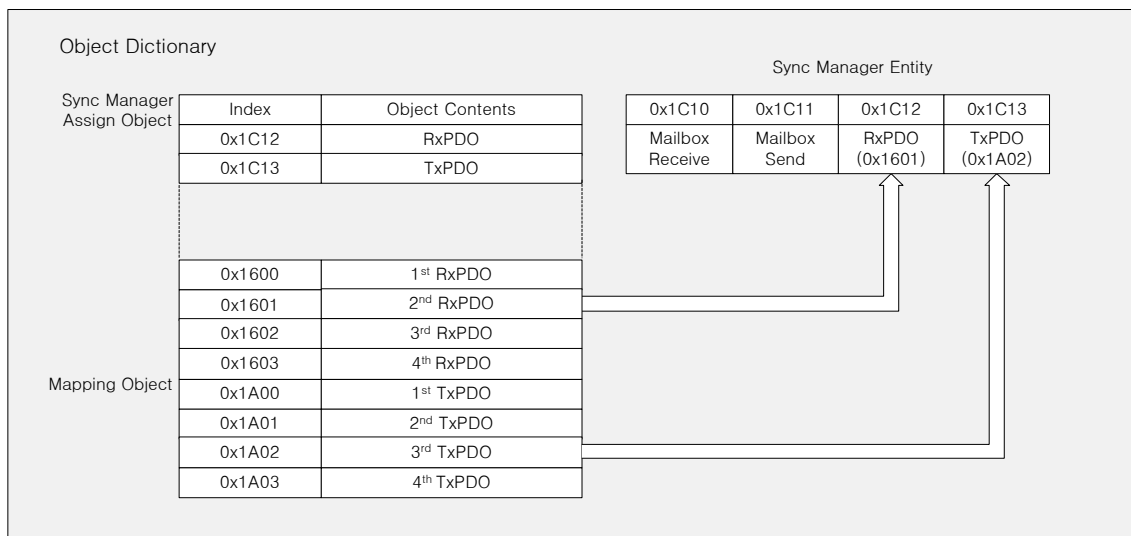 Object Dictionary
Sync Manager Entity
Sync Manager
Assign Object
Index Object Contents
0x1C12 RxPDO
0x1C13 TxPDO
0x1C10 0x1C11 0x1C12 0x1C13
Mailbox Receive Mailbox Send RxPDO (0x1601) TxPDO (0x1A02)
Mapping Object
0x1600 1st RxPDO
0x1601 2nd RxPDO
0x1602 3rd RxPDO
0x1603 4th RxPDO
0x1A00 1st TxPDO
0x1A01 2nd TxPDO
0x1A02 3rd TxPDO
0x1A03 4th TxPDO